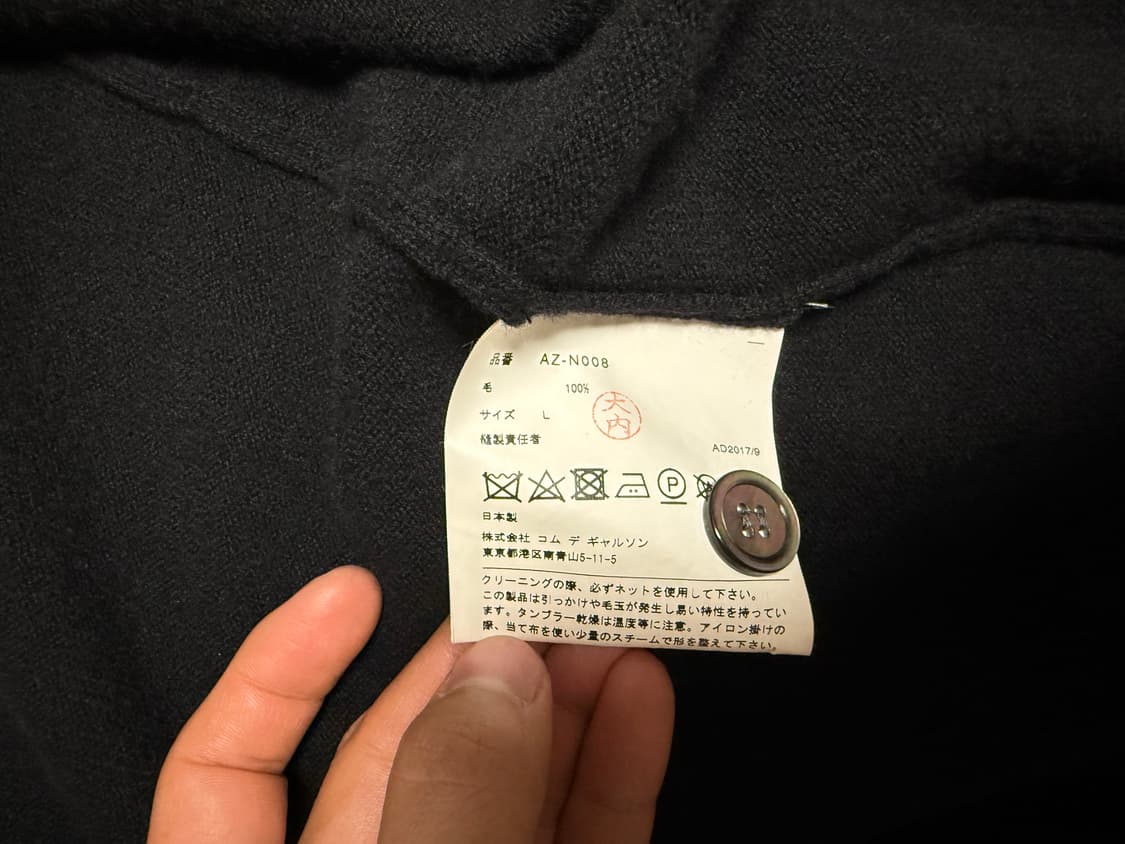 品番 AZ-N008
毛 100%
サイズ L
大内
縫製責任者
AD2017/9
P
日本製
株式会社 コム デ ギャルソン
東京都港区南青山5-11-5
クリーニングの際、必ずネットを使用して下さい。
この製品は引っかけや毛玉が発生し易い特性を持ってい
ます。タンブラー乾燥は温度等に注意。アイロン掛けの
際、当て布を使い少量のスチームで形を整えて下さい。